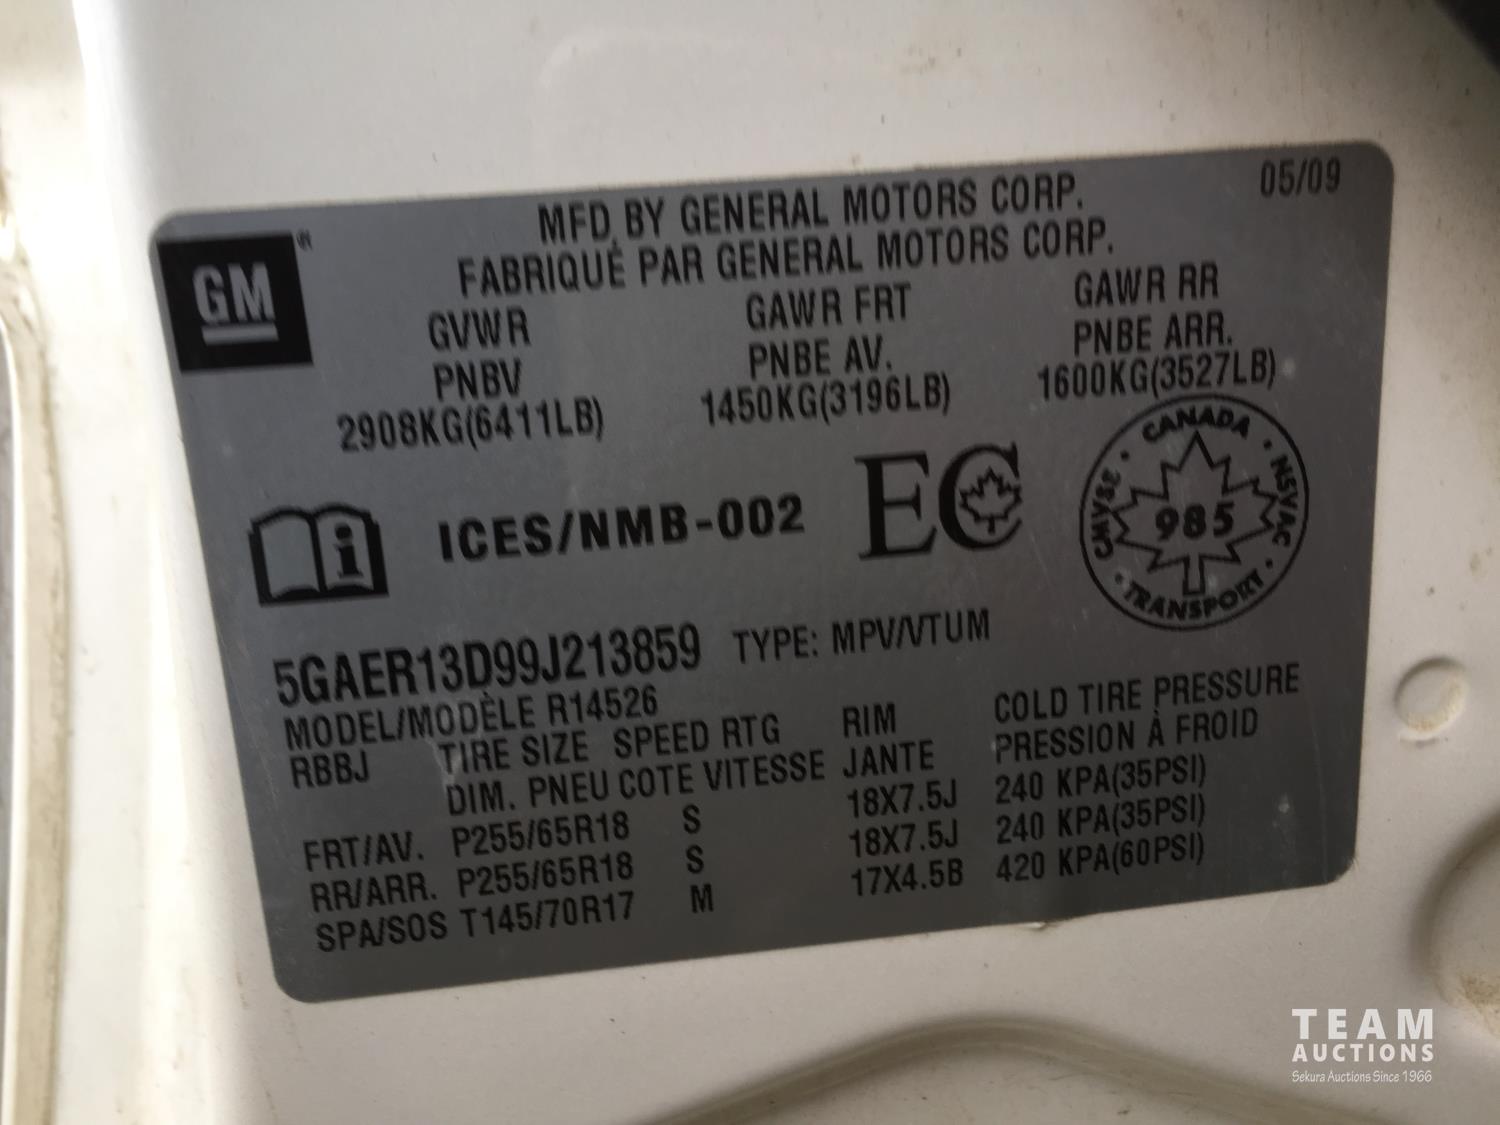 05/09
MFD BY GENERAL MOTORS CORP.
FABRIQUÉ PAR GENERAL MOTORS CORP.
GM ®
GVWR GAWR FRT GAWR RR
PNBV PNBE AV. PNBE ARR.
2908KG(6411LB) 1450KG(3196LB) 1600KG(3527LB)
i ICES/NMB-002 EC
CANADA · NSVAC · TRANSPORT · CMVSS ·
985
5GAER13D99J213859 TYPE: MPV/VTUM
MODEL/MODÈLE R14526
RBBJ TIRE SIZE SPEED RTG RIM COLD TIRE PRESSURE
DIM. PNEU COTE VITESSE JANTE PRESSION À FROID
FRT/AV. P255/65R18 S 18X7.5J 240 KPA(35PSI)
RR/ARR. P255/65R18 S 18X7.5J 240 KPA(35PSI)
SPA/SOS T145/70R17 M 17X4.5B 420 KPA(60PSI)
TEAM
AUCTIONS
Sekura Auctions Since 1966